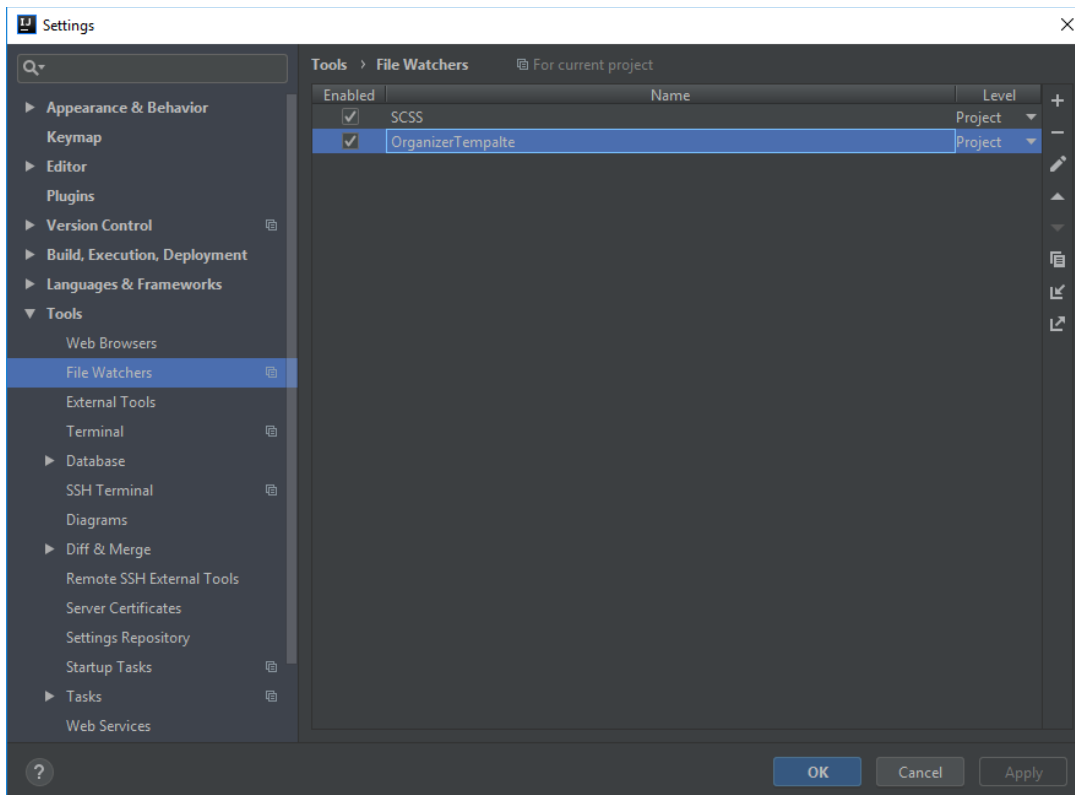 Settings
Tools › File Watchers For current project
Enabled Name Level
SCSS Project
OrganizerTempalte Project
Appearance & Behavior
Keymap
Editor
Plugins
Version Control
Build, Execution, Deployment
Languages & Frameworks
Tools
Web Browsers
File Watchers
External Tools
Terminal
Database
SSH Terminal
Diagrams
Diff & Merge
Remote SSH External Tools
Server Certificates
Settings Repository
Startup Tasks
Tasks
Web Services
? OK Cancel Apply